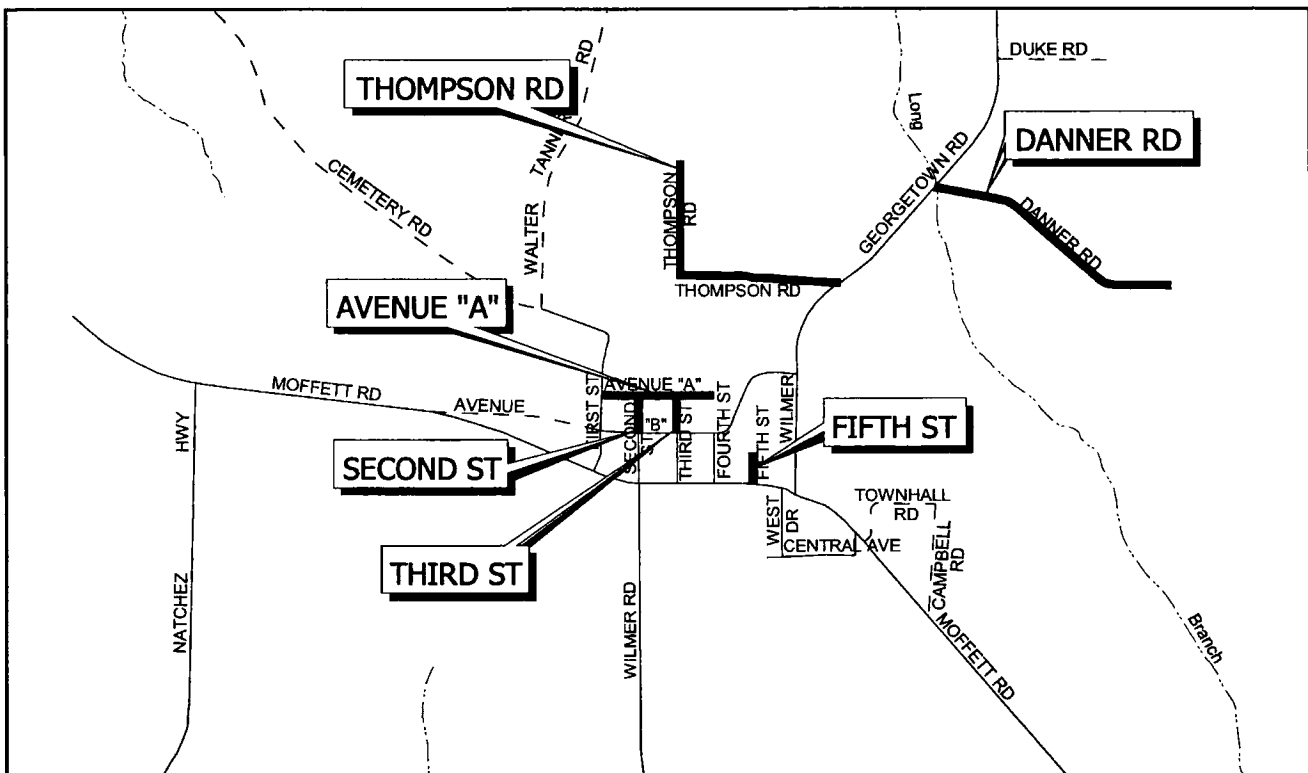 DUKE RD
THOMPSON RD
WALTER TANNER RD
Long
DANNER RD
CEMETERY RD
THOMPSON
RD
GEORGETOWN RD
DANNER RD
THOMPSON RD
AVENUE "A"
MOFFETT RD
AVENUE "A"
FIRST ST
AVENUE
"B"
SECOND
ST
THIRD ST
FOURTH ST
FIFTH ST
WILMER
FIFTH ST
HWY
NATCHEZ
SECOND ST
THIRD ST
TOWNHALL
RD
WEST
DR
CENTRAL AVE
CAMPBELL
RD
WILMER RD
MOFFETT RD
Branch